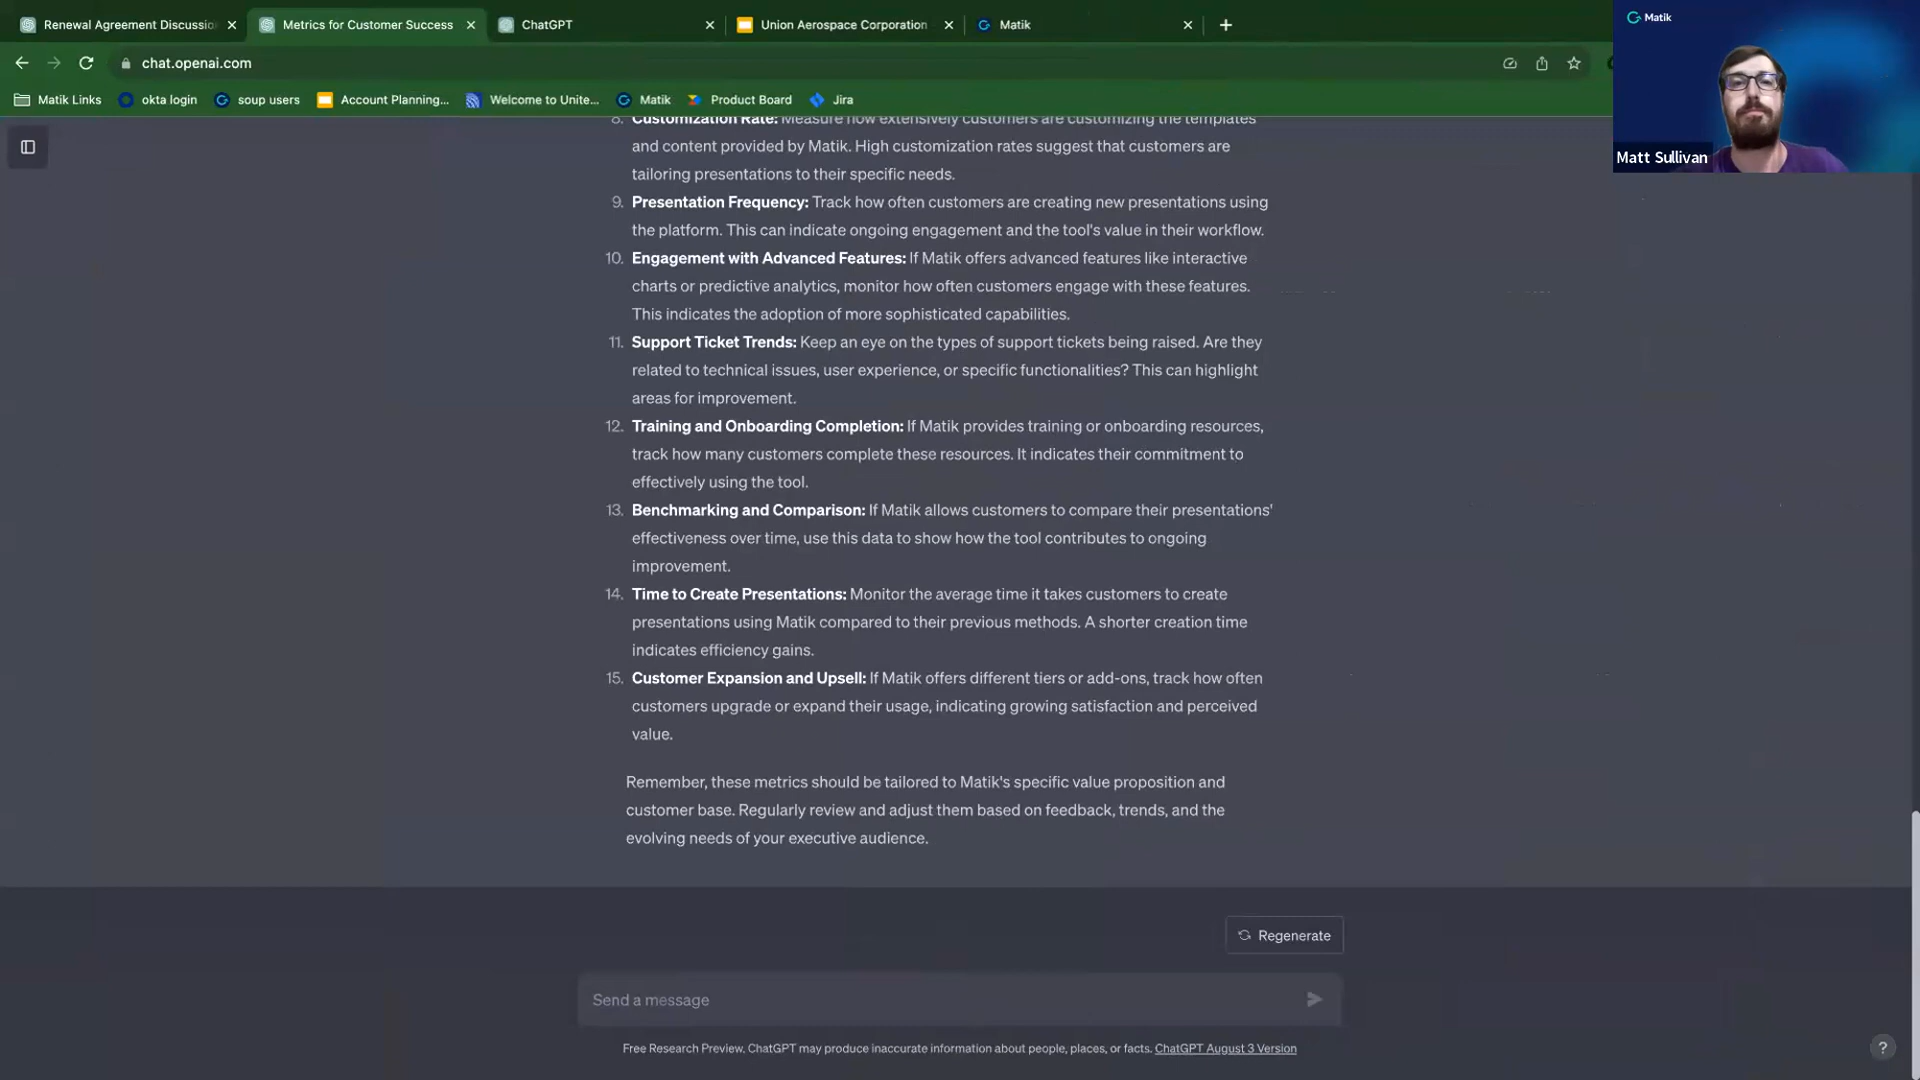 Renewal Agreement Discussio
Metrics for Customer Success
ChatGPT
Union Aerospace Corporation
Matik
chat.openai.com
Matik Links
okta login
soup users
Account Planning...
Welcome to Unite...
Matik
Product Board
Jira
Matik
Matt Sullivan
8. Customization Rate: Measure how extensively customers are customizing the templates
and content provided by Matik. High customization rates suggest that customers are
tailoring presentations to their specific needs.
9. Presentation Frequency: Track how often customers are creating new presentations using
the platform. This can indicate ongoing engagement and the tool's value in their workflow.
10. Engagement with Advanced Features: If Matik offers advanced features like interactive
charts or predictive analytics, monitor how often customers engage with these features.
This indicates the adoption of more sophisticated capabilities.
11. Support Ticket Trends: Keep an eye on the types of support tickets being raised. Are they
related to technical issues, user experience, or specific functionalities? This can highlight
areas for improvement.
12. Training and Onboarding Completion: If Matik provides training or onboarding resources,
track how many customers complete these resources. It indicates their commitment to
effectively using the tool.
13. Benchmarking and Comparison: If Matik allows customers to compare their presentations'
effectiveness over time, use this data to show how the tool contributes to ongoing
improvement.
14. Time to Create Presentations: Monitor the average time it takes customers to create
presentations using Matik compared to their previous methods. A shorter creation time
indicates efficiency gains.
15. Customer Expansion and Upsell: If Matik offers different tiers or add-ons, track how often
customers upgrade or expand their usage, indicating growing satisfaction and perceived
value.
Remember, these metrics should be tailored to Matik's specific value proposition and
customer base. Regularly review and adjust them based on feedback, trends, and the
evolving needs of your executive audience.
Regenerate
Send a message
Free Research Preview. ChatGPT may produce inaccurate information about people, places, or facts. ChatGPT August 3 Version
?